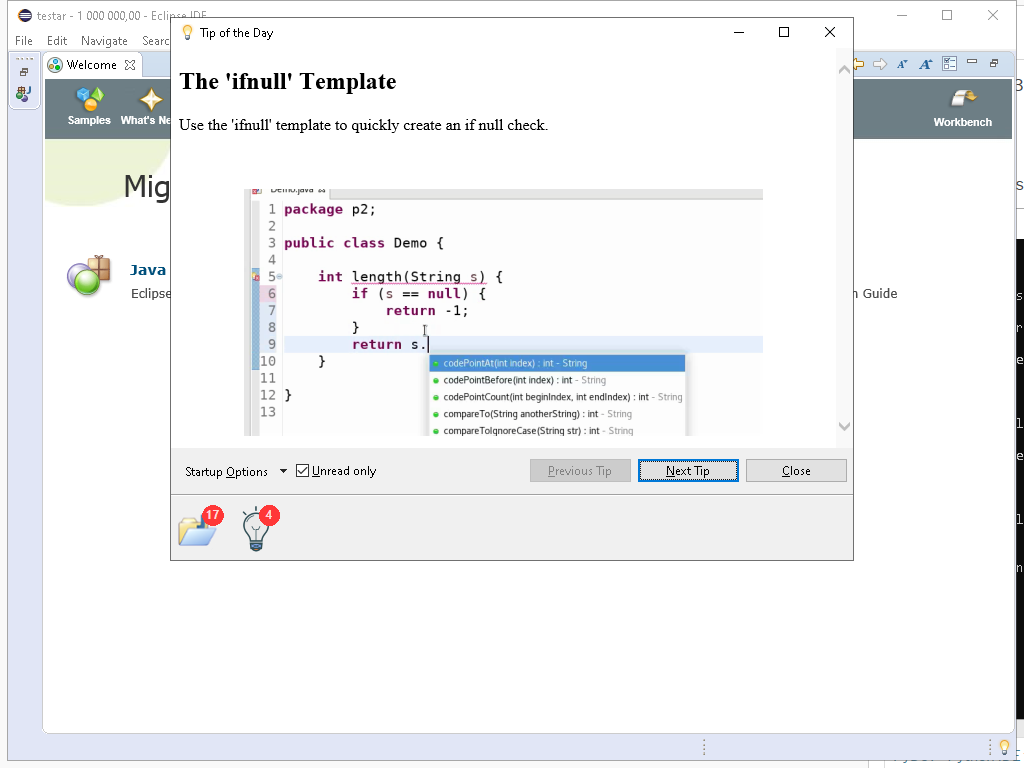 testar - 1 000 000,00 - Eclipse IDE
Tip of the Day
File Edit Navigate Searc
Welcome
The 'ifnull' Template
Samples What's Ne
Workbench
Use the 'ifnull' template to quickly create an if null check.
Mig
Demo.java
1 package p2;
2
3 public class Demo {
4
5 int length(String s) {
6 if (s == null) {
7 return -1;
8 }
9 return s.
10 }
11
12 }
13
codePointAt(int index) : int - String
codePointBefore(int index) : int - String
codePointCount(int beginIndex, int endIndex) : int - String
compareTo(String anotherString) : int - String
compareToIgnoreCase(String str) : int - String
Java
Eclipse
n Guide
Startup Options Unread only Previous Tip Next Tip Close
17 4